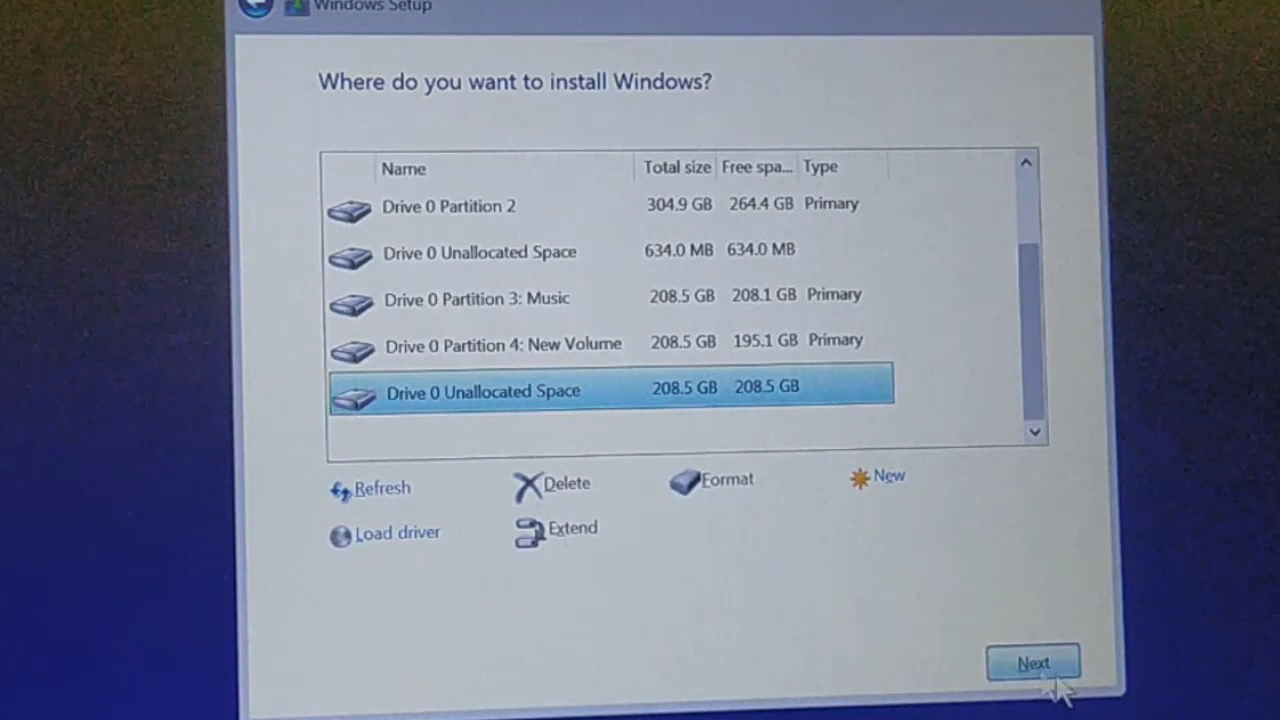 Windows Setup
Where do you want to install Windows?
Name Total size Free spa... Type
Drive 0 Partition 2 304.9 GB 264.4 GB Primary
Drive 0 Unallocated Space 634.0 MB 634.0 MB
Drive 0 Partition 3: Music 208.5 GB 208.1 GB Primary
Drive 0 Partition 4: New Volume 208.5 GB 195.1 GB Primary
Drive 0 Unallocated Space 208.5 GB 208.5 GB
Refresh Delete Format New
Load driver Extend
Next